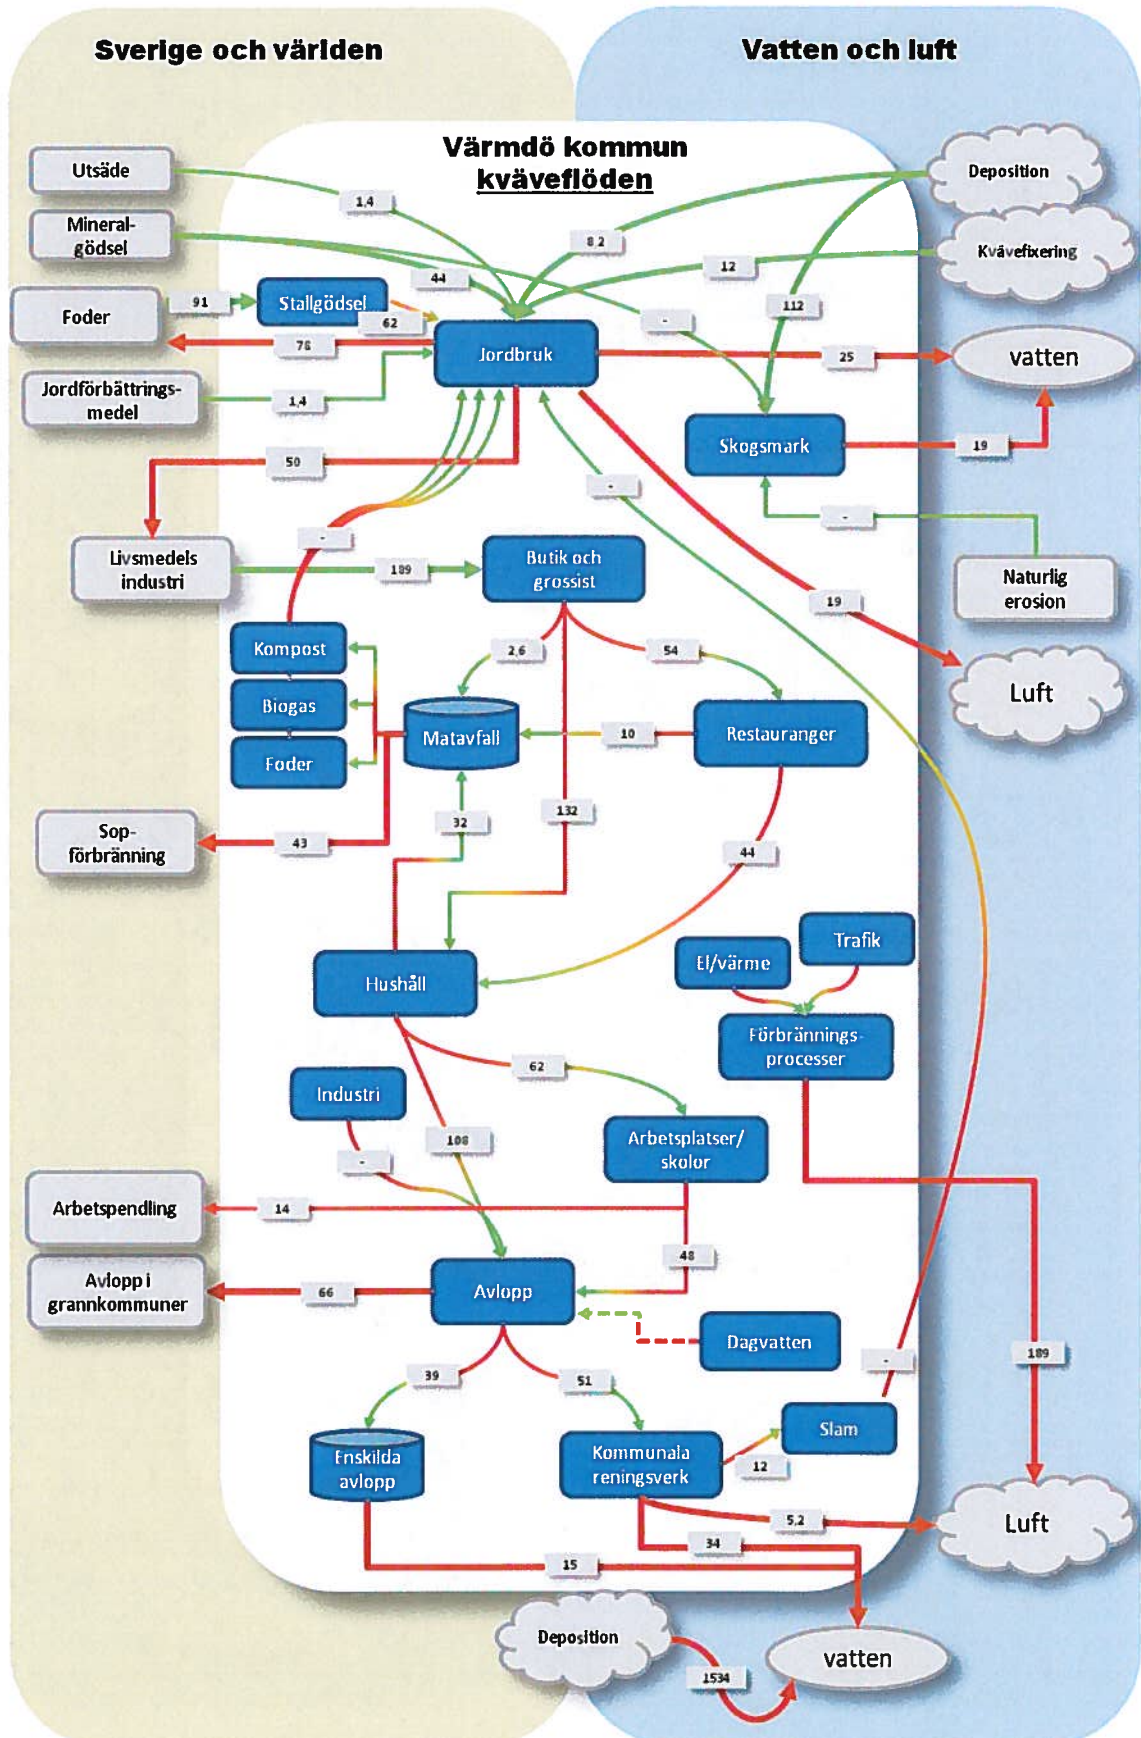 Sverige och världen
Vatten och luft
Värmdö kommun
kväveflöden
Utsäde
Deposition
1,4
Mineral-
gödsel
8,2
Kvävefixering
44
12
91
Stallgödsel
112
Foder
62
-
78
Jordbruk
25
vatten
Jordförbättrings-
medel
1,4
Skogsmark
19
50
-
-
-
Livsmedels
industri
189
Butik och
grossist
Naturlig
erosion
19
Kompost
2,6
54
Luft
Biogas
Matavfall
10
Restauranger
Foder
32
132
Sop-
förbränning
43
44
Trafik
El/värme
Hushåll
Förbrännings-
processer
62
Industri
108
Arbetsplatser/
skolor
-
Arbetspendling
14
48
Avlopp i
grannkommuner
66
Avlopp
Dagvatten
189
-
39
51
Slam
Enskilda
avlopp
Kommunala
reningsverk
12
5,2
Luft
34
15
Deposition
vatten
1534